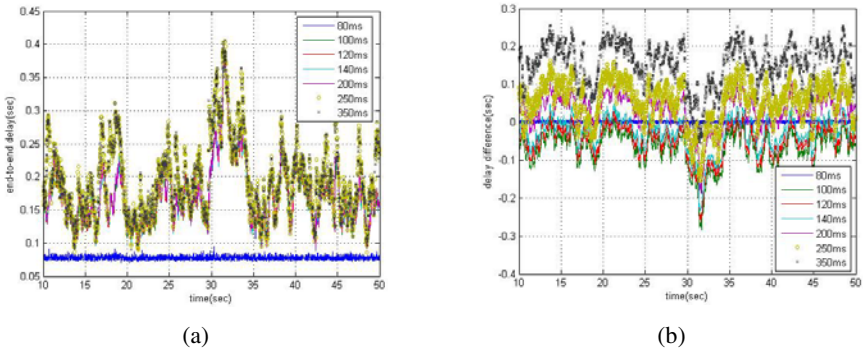 0.45
0.4
0.35
0.3
0.25
0.2
0.15
0.1
0.05
end-to-end delay(sec)
10 15 20 25 30 35 40 45 50
time(sec)
80ms
100ms
120ms
140ms
200ms
250ms
350ms
(a)
0.3
0.2
0.1
0
-0.1
-0.2
-0.3
-0.4
delay difference(sec)
10 15 20 25 30 35 40 45 50
time(sec)
80ms
100ms
120ms
140ms
200ms
250ms
350ms
(b)